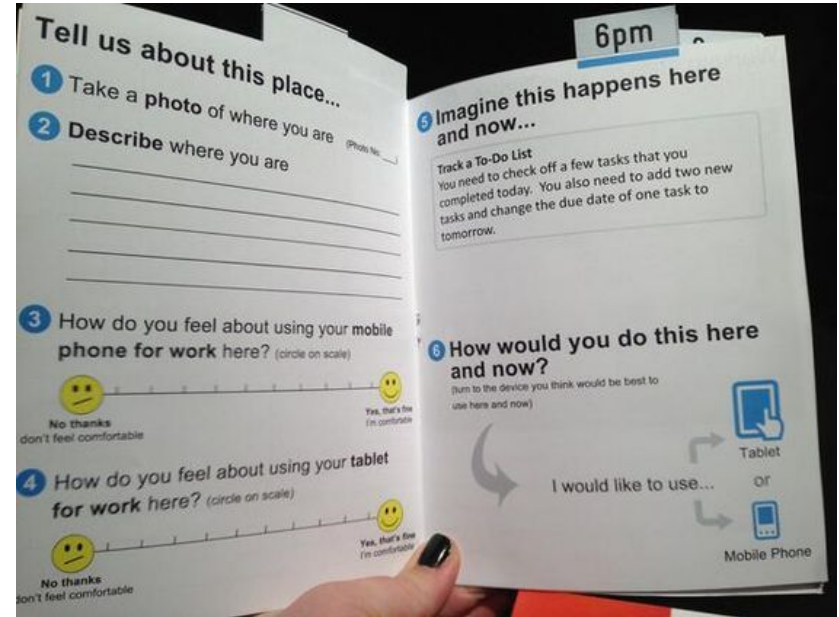 Tell us about this place...
1 Take a photo of where you are (Photo No. ___)
2 Describe where you are
3 How do you feel about using your mobile
phone for work here? (circle on scale)
No thanks
don't feel comfortable
Yes, that's fine
I'm comfortable
4 How do you feel about using your tablet
for work here? (circle on scale)
No thanks
don't feel comfortable
Yes, that's fine
I'm comfortable
6pm
5 Imagine this happens here
and now...
Track a To-Do List
You need to check off a few tasks that you
completed today. You also need to add two new
tasks and change the due date of one task to
tomorrow.
6 How would you do this here
and now?
(turn to the device you think would be best to
use here and now)
I would like to use...
Tablet
or
Mobile Phone